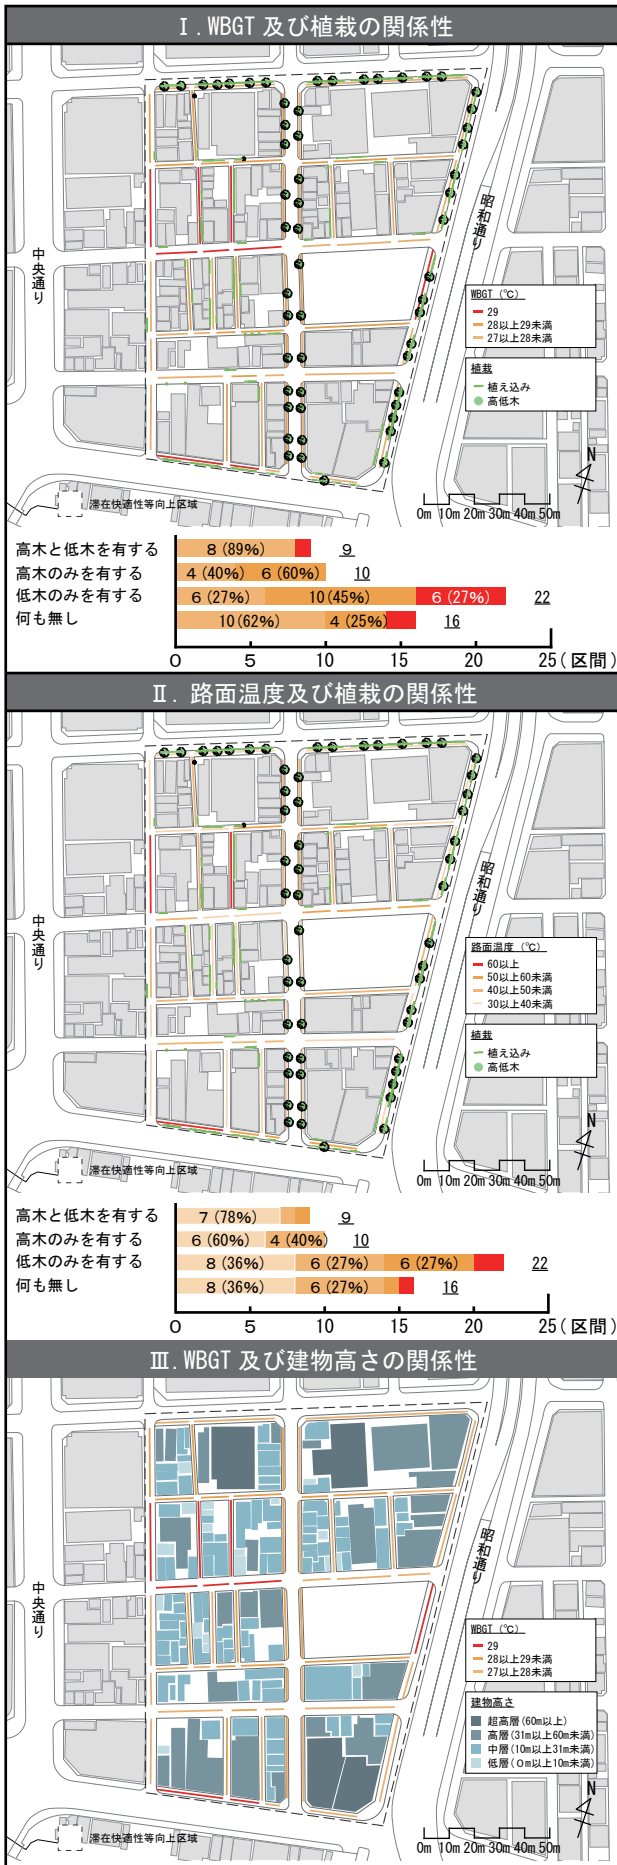 Ⅰ. WBGT 及び植栽の関係性
中央通り
昭和通り
WBGT (℃)
29
28以上29未満
27以上28未満
植栽
植え込み
高低木
N
滞在快適性等向上区域
0m 10m 20m 30m 40m 50m
高木と低木を有する 8 (89%) 9
高木のみを有する 4 (40%) 6 (60%) 10
低木のみを有する 6 (27%) 10(45%) 6 (27%) 22
何も無し 10(62%) 4 (25%) 16
0 5 10 15 20 25(区間)
Ⅱ. 路面温度及び植栽の関係性
中央通り
昭和通り
路面温度 (℃)
60以上
50以上60未満
40以上50未満
30以上40未満
植栽
植え込み
高低木
N
滞在快適性等向上区域
0m 10m 20m 30m 40m 50m
高木と低木を有する 7 (78%) 9
高木のみを有する 6 (60%) 4 (40%) 10
低木のみを有する 8 (36%) 6 (27%) 6 (27%) 22
何も無し 8 (36%) 6 (27%) 16
0 5 10 15 20 25(区間)
Ⅲ. WBGT 及び建物高さの関係性
中央通り
昭和通り
WBGT (℃)
29
28以上29未満
27以上28未満
建物高さ
超高層(60m以上)
高層(31m以上60m未満)
中層(10m以上31m未満)
低層(0m以上10m未満)
N
滞在快適性等向上区域
0m 10m 20m 30m 40m 50m